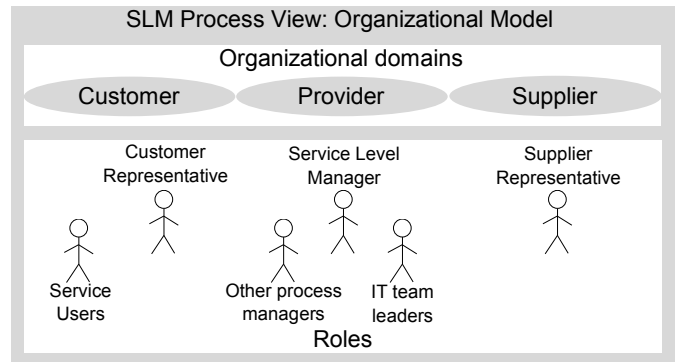 SLM Process View: Organizational Model
Organizational domains
Customer
Provider
Supplier
Customer
Representative
Service Level
Manager
Supplier
Representative
Service
Users
Other process
managers
IT team
leaders
Roles